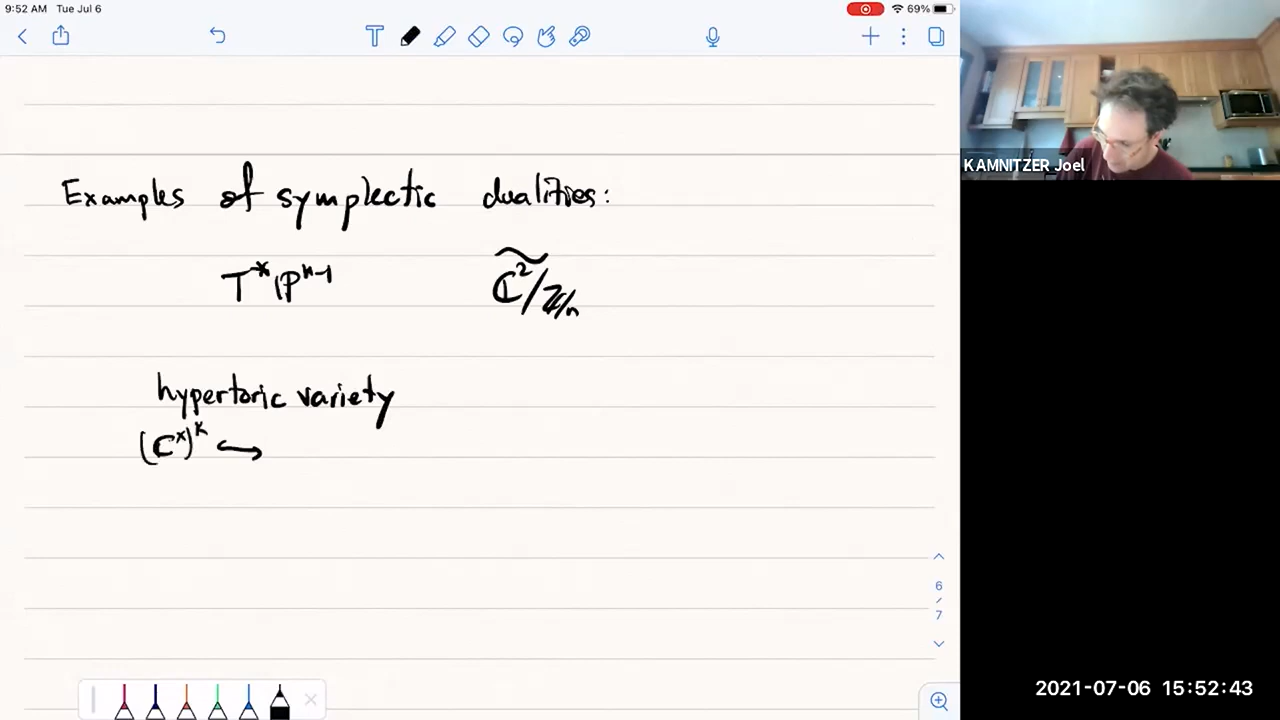 9:52 AM Tue Jul 6
69%
Examples of symplectic dualities:
T*ℙⁿ⁻¹ \widetilde{ℂ²/ℤ/n}
hypertoric variety
(ℂ^×)^k ↪
6
/
7
KAMNITZER Joel
2021-07-06 15:52:43